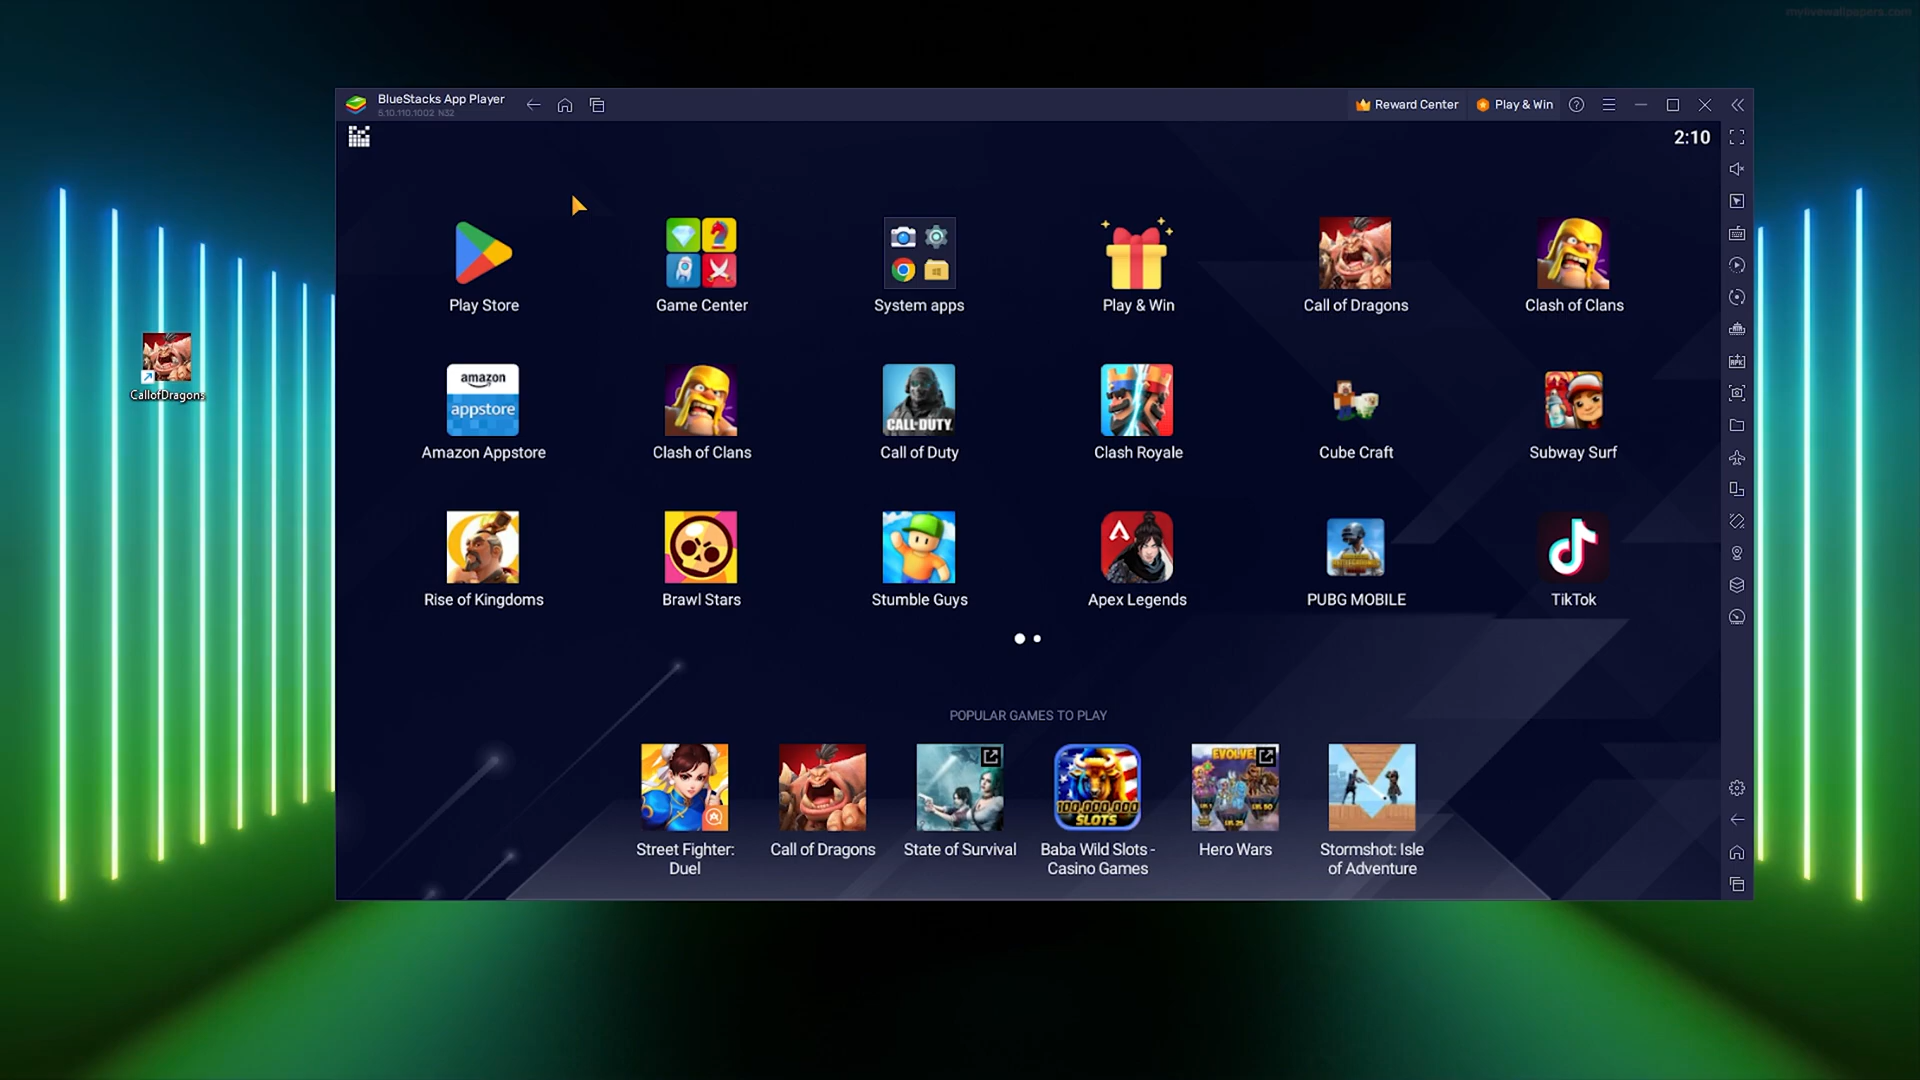 mylivewallpapers.com
BlueStacks App Player
5.10.110.1002 N32
Reward Center
Play & Win
2:10
Play Store
Game Center
System apps
Play & Win
Call of Dragons
Clash of Clans
CallofDragons
amazon
appstore
CALL·DUTY
Amazon Appstore
Clash of Clans
Call of Duty
Clash Royale
Cube Craft
Subway Surf
Rise of Kingdoms
Brawl Stars
Stumble Guys
Apex Legends
PUBG MOBILE
TikTok
POPULAR GAMES TO PLAY
EVOLVE
100,000,000
SLOTS
Street Fighter:
Duel
Call of Dragons
State of Survival
Baba Wild Slots -
Casino Games
Hero Wars
Stormshot: Isle
of Adventure